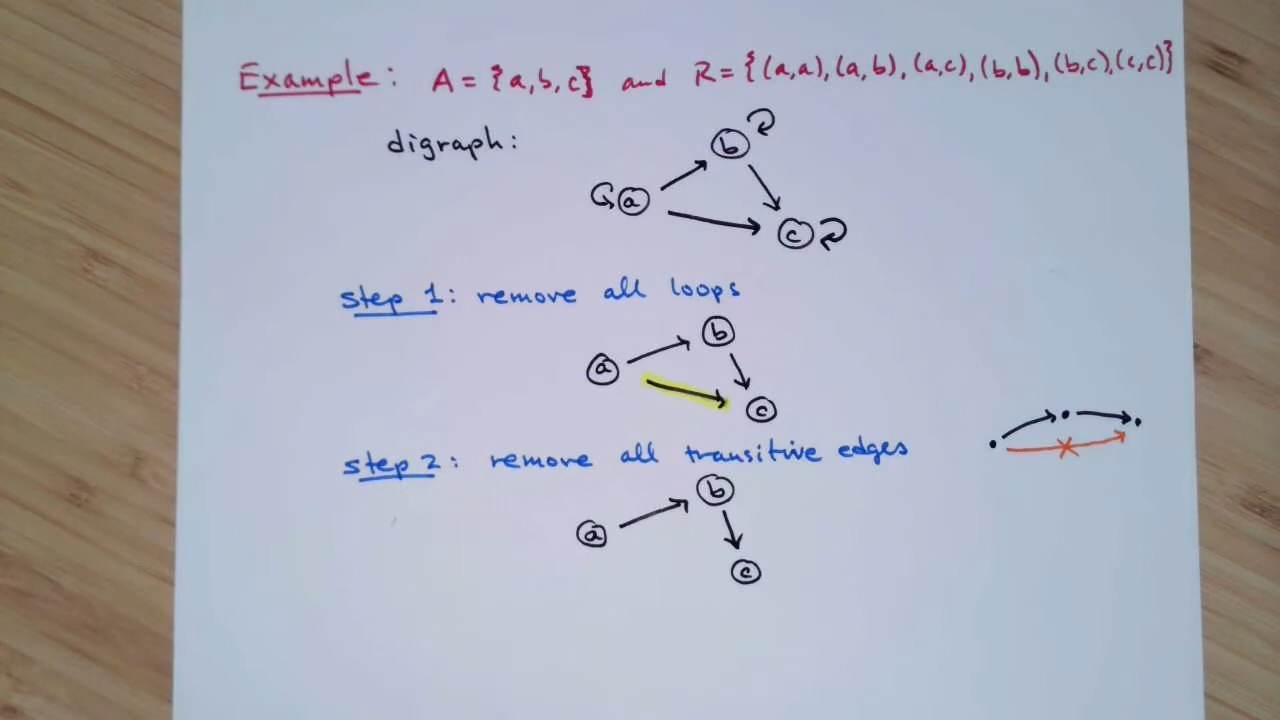 Example: A = {a,b,c} and R = {(a,a),(a,b),(a,c),(b,b),(b,c),(c,c)}
digraph:
b
a
c
step 1: remove all loops
b
a
c
step 2: remove all transitive edges
b
a
c